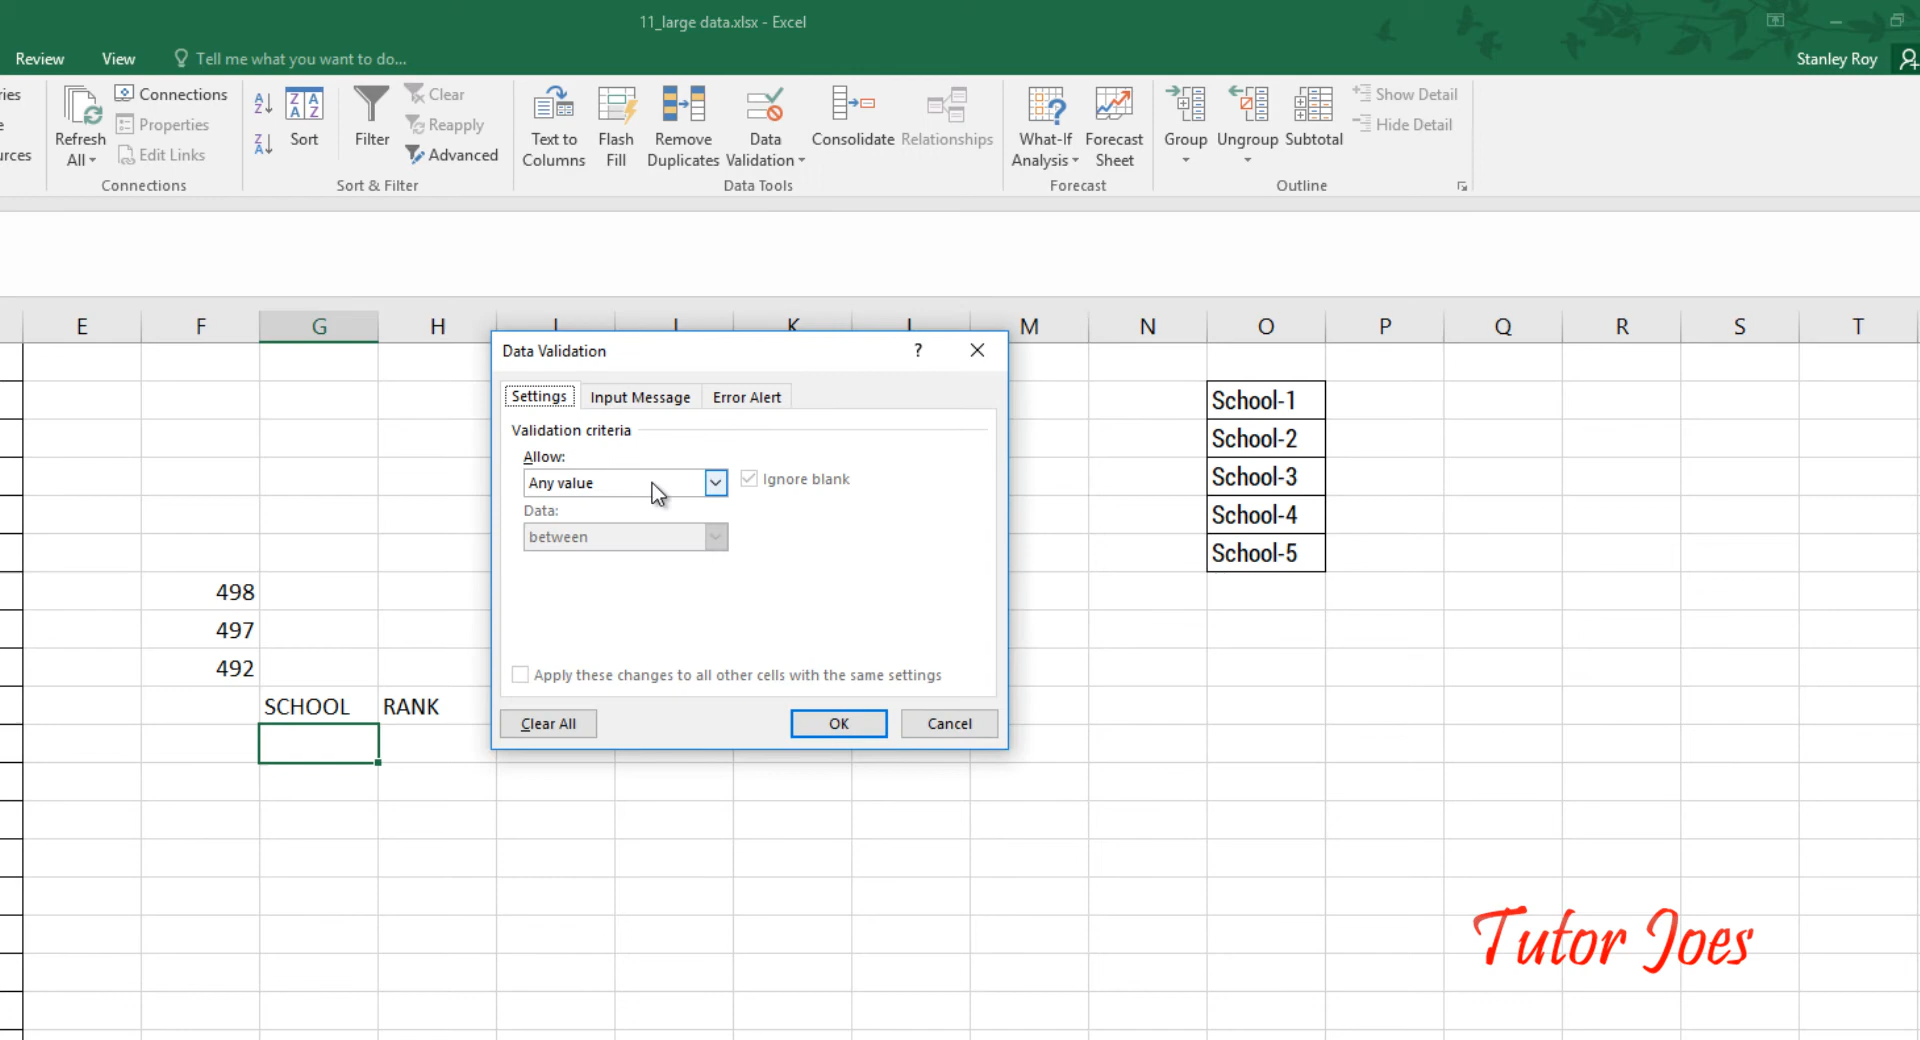 11_large data.xlsx - Excel
Review View Tell me what you want to do... Stanley Roy
Connections
Properties
Edit Links
Refresh All
Connections
Sort
Filter
Clear
Reapply
Advanced
Sort & Filter
Text to Columns
Flash Fill
Remove Duplicates
Data Validation
Consolidate
Relationships
Data Tools
What-If Analysis
Forecast Sheet
Forecast
Group
Ungroup
Subtotal
Show Detail
Hide Detail
Outline
E F G H K M N O P Q R S T
Data Validation ?
Settings Input Message Error Alert
Validation criteria
Allow:
Any value
Ignore blank
Data:
between
Apply these changes to all other cells with the same settings
Clear All OK Cancel
School-1
School-2
School-3
School-4
School-5
498
497
492
SCHOOL RANK
Tutor Joes